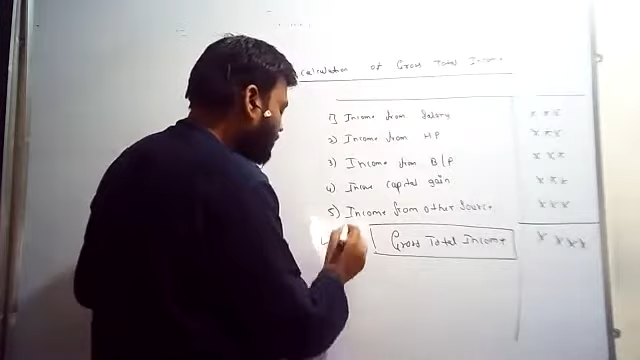 Calculation of Gross Total Income
1) Income from Salary x x x
2) Income from HP x x x
3) Income from B/P x x x
4) Income capital gain x x x
5) Income from other source x x x
Gross Total Income x x x x